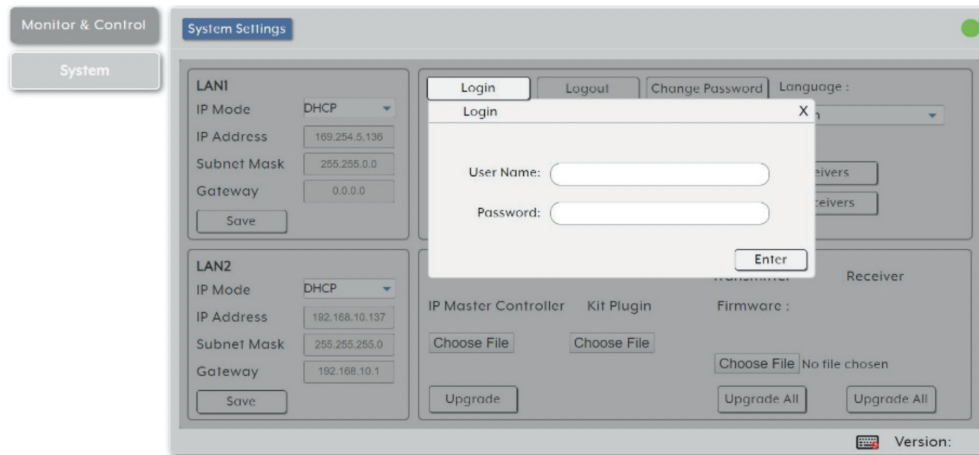 Monitor & Control
System
System Settings
LAN1
IP Mode DHCP
IP Address 169.254.5.136
Subnet Mask 255.255.0.0
Gateway 0.0.0.0
Save
LAN2
IP Mode DHCP
IP Address 192.168.10.137
Subnet Mask 255.255.255.0
Gateway 192.168.10.1
Save
Login Logout Change Password Language :
Login X
User Name:
Password:
Enter
Receiver
IP Master Controller Kit Plugin Firmware :
Choose File Choose File
Choose File No file chosen
Upgrade Upgrade All Upgrade All
Version: